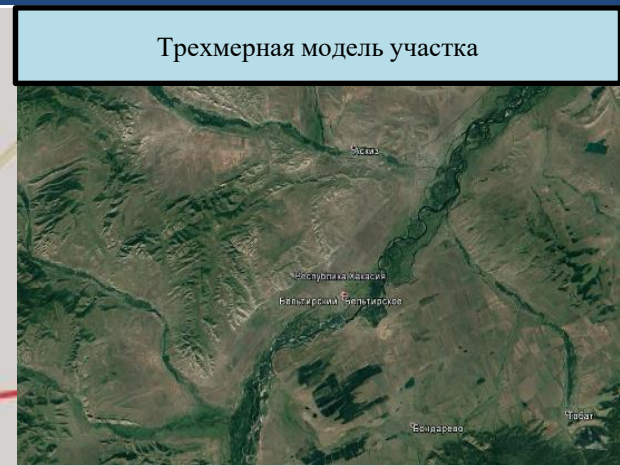 Трехмерная модель участка
Аскиз
Республика Хакасия
Бельтирский Бельтирское
Табат
Бондарево